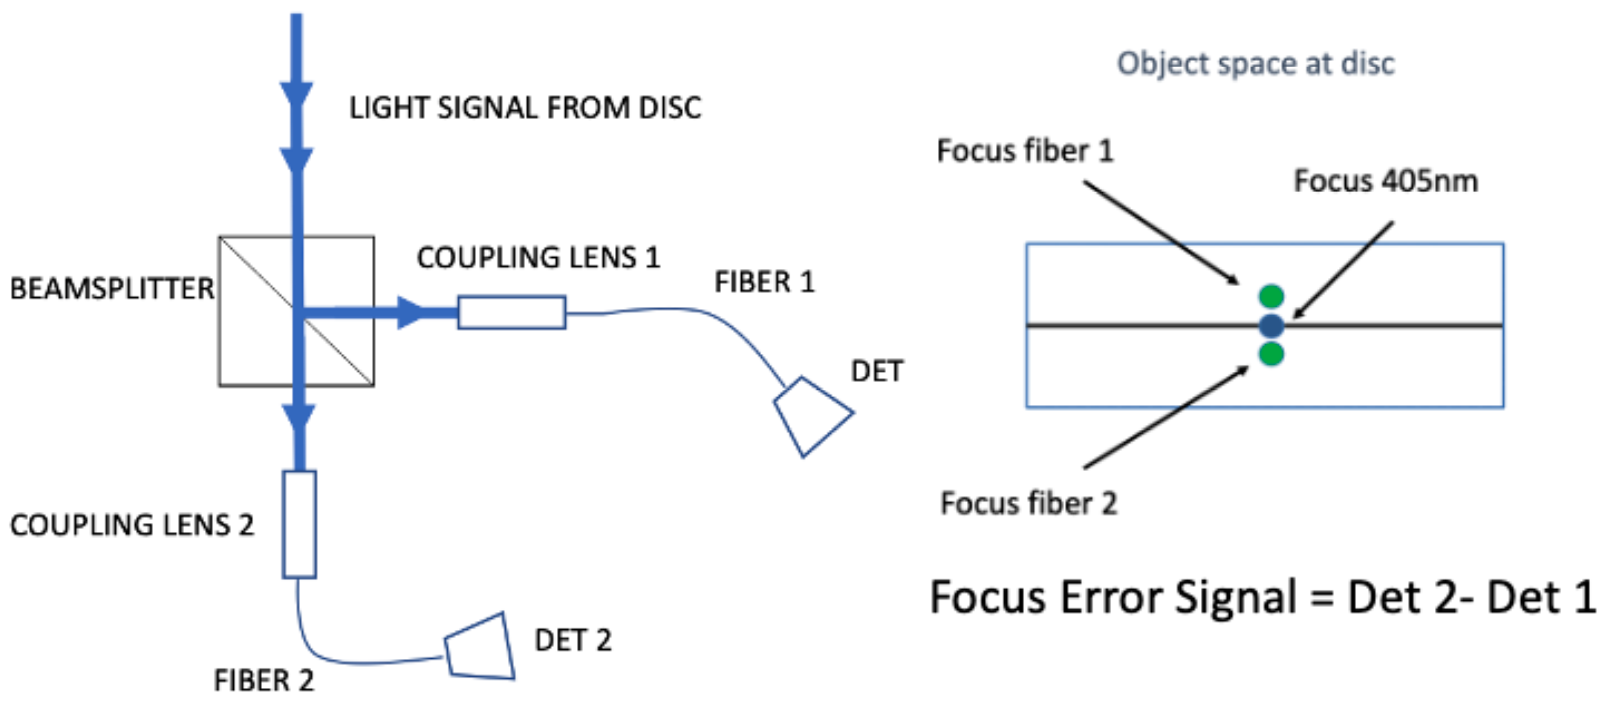 LIGHT SIGNAL FROM DISC
BEAMSPLITTER
COUPLING LENS 1
FIBER 1
DET
COUPLING LENS 2
DET 2
FIBER 2
Object space at disc
Focus fiber 1
Focus 405nm
Focus fiber 2
Focus Error Signal = Det 2- Det 1